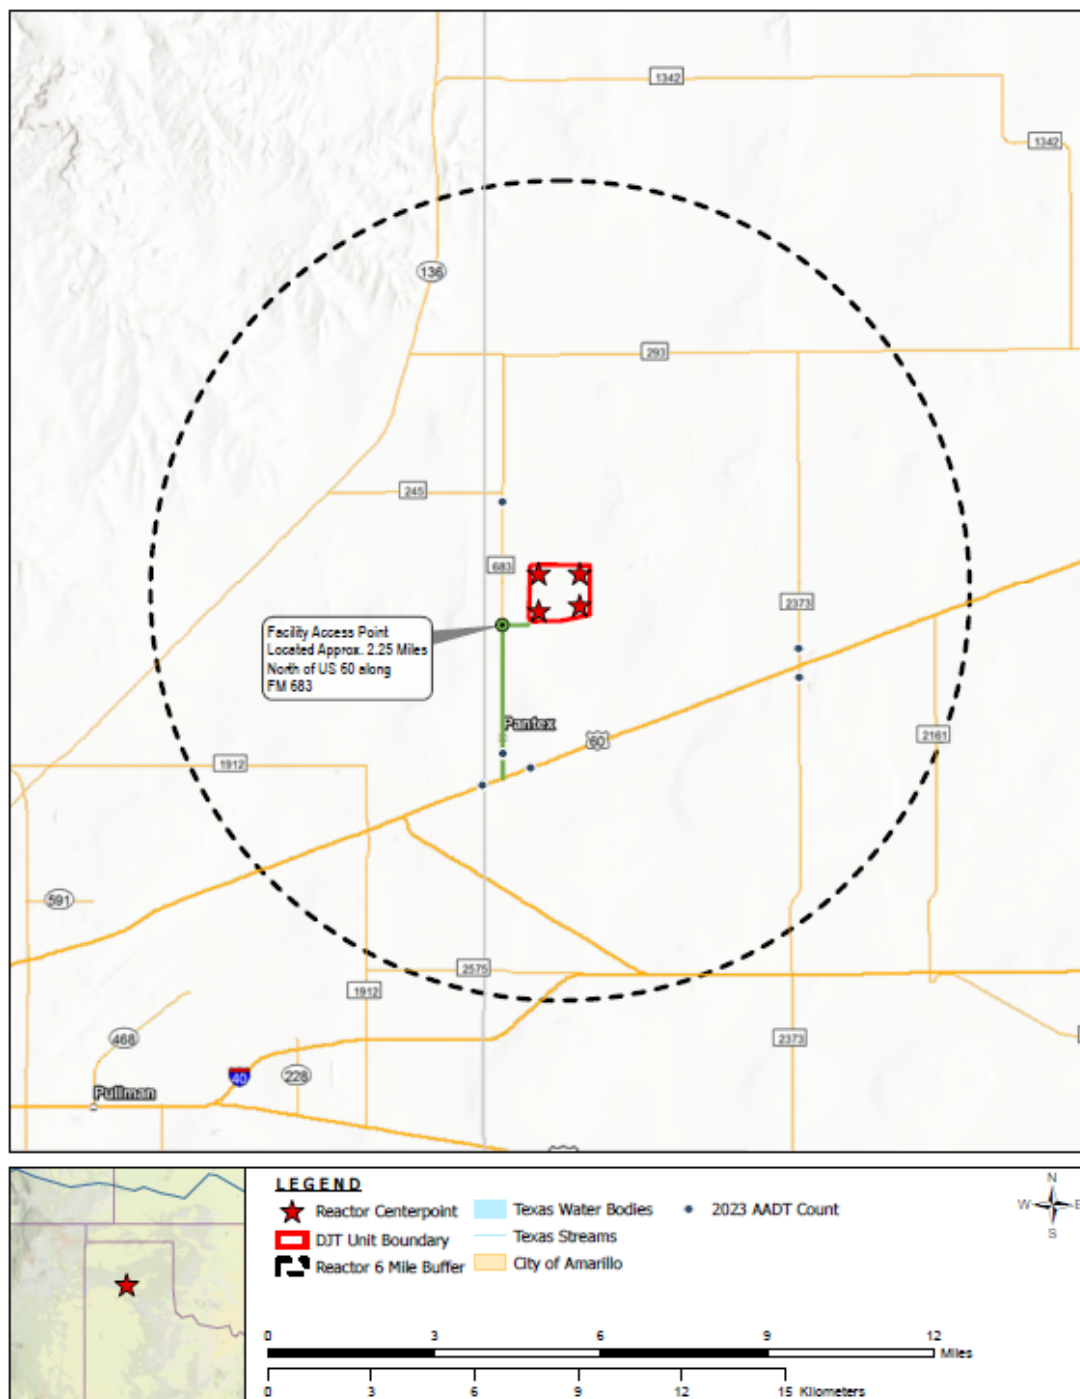 1342
1342
136
293
245
683
2373
Facility Access Point
Located Approx. 2.25 Miles
North of US 60 along
FM 683
Pantex
60
2161
1912
591
2575
1912
468
2373
40
228
Pullman
LEGEND
Reactor Centerpoint
DJT Unit Boundary
Reactor 6 Mile Buffer
Texas Water Bodies
Texas Streams
City of Amarillo
2023 AADT Count
N
W E
S
0 3 6 9 12
Miles
0 3 6 9 12 15 Kilometers